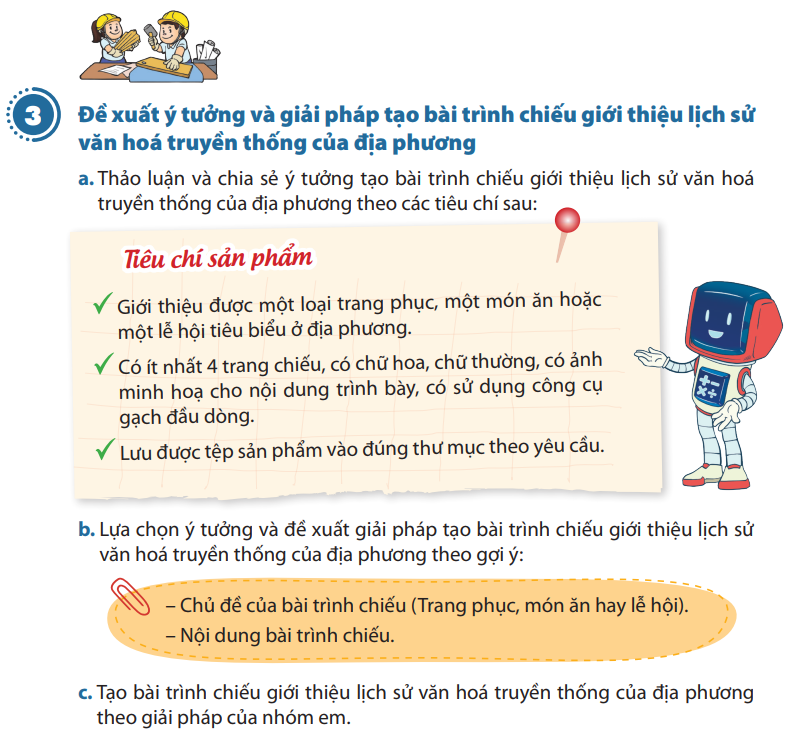 3
Đề xuất ý tưởng và giải pháp tạo bài trình chiếu giới thiệu lịch sử
văn hoá truyền thống của địa phương
a. Thảo luận và chia sẻ ý tưởng tạo bài trình chiếu giới thiệu lịch sử văn hoá
truyền thống của địa phương theo các tiêu chí sau:
Tiêu chí sản phẩm
Giới thiệu được một loại trang phục, một món ăn hoặc
một lễ hội tiêu biểu ở địa phương.
Có ít nhất 4 trang chiếu, có chữ hoa, chữ thường, có ảnh
minh hoạ cho nội dung trình bày, có sử dụng công cụ
gạch đầu dòng.
Lưu được tệp sản phẩm vào đúng thư mục theo yêu cầu.
b. Lựa chọn ý tưởng và đề xuất giải pháp tạo bài trình chiếu giới thiệu lịch sử
văn hoá truyền thống của địa phương theo gợi ý:
– Chủ đề của bài trình chiếu (Trang phục, món ăn hay lễ hội).
– Nội dung bài trình chiếu.
c. Tạo bài trình chiếu giới thiệu lịch sử văn hoá truyền thống của địa phương
theo giải pháp của nhóm em.